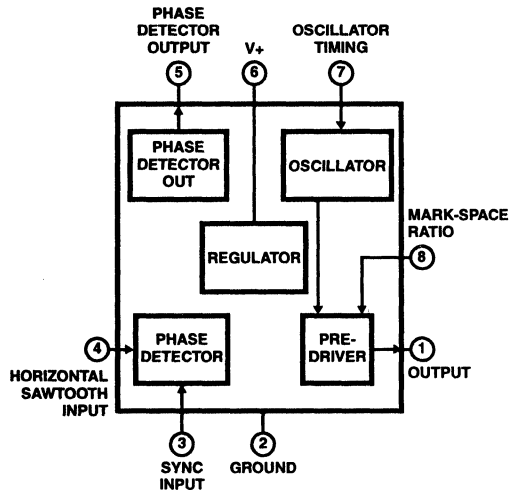 PHASE
DETECTOR
OUTPUT
5
V+
6
OSCILLATOR
TIMING
7
PHASE
DETECTOR
OUT
OSCILLATOR
MARK-SPACE
RATIO
8
REGULATOR
4
HORIZONTAL
SAWTOOTH
INPUT
PHASE
DETECTOR
PRE-
DRIVER
1
OUTPUT
3
SYNC
INPUT
2
GROUND